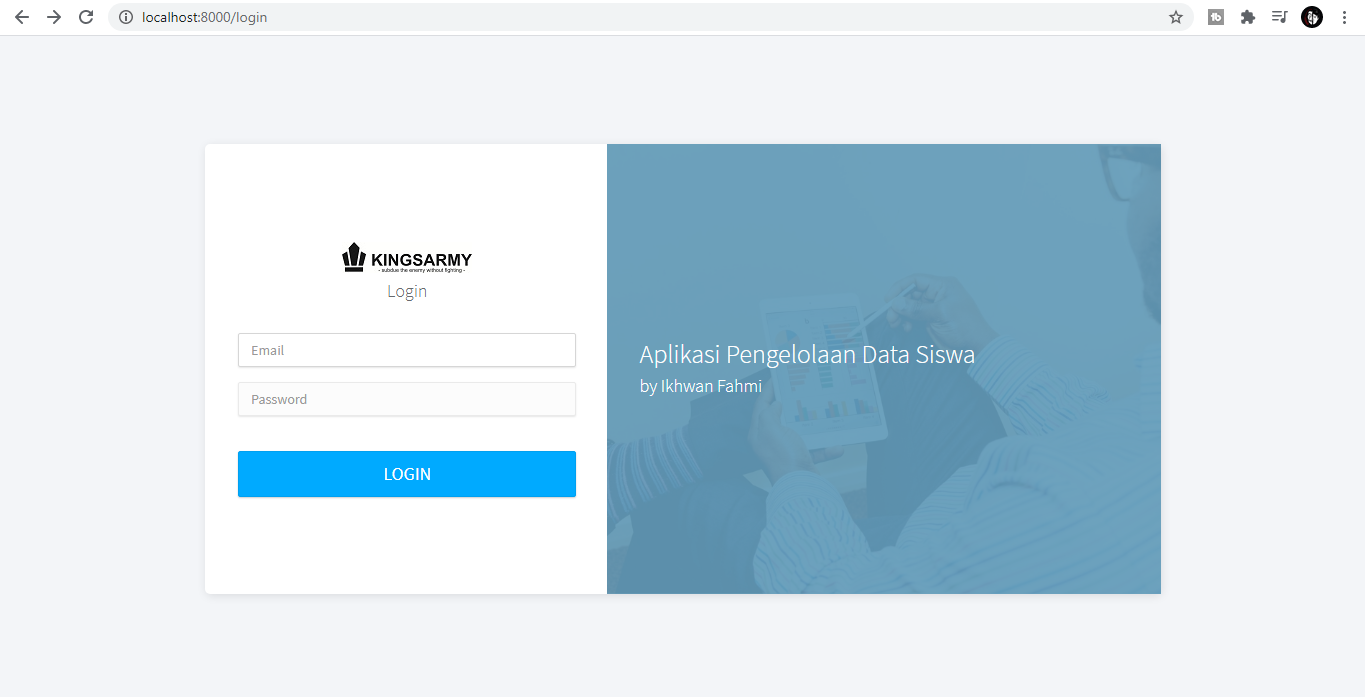 localhost:8000/login
KINGSARMY
- subdue the enemy without fighting -
Login
Email
Password
LOGIN
Aplikasi Pengelolaan Data Siswa
by Ikhwan Fahmi